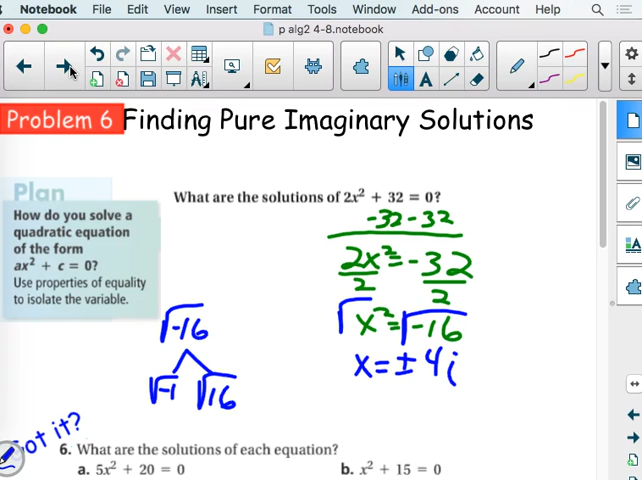 Notebook File Edit View Insert Format Tools Window Add-ons Help
p alg2 4-8.notebook
Problem 6 Finding Pure Imaginary Solutions
Plan
How do you solve a
quadratic equation
of the form
ax² + c = 0?
Use properties of equality
to isolate the variable.
What are the solutions of 2x² + 32 = 0?
-32 -32
2x² = -32
2 2
√x² = √-16
x = ± 4i
√-16
√-1 √16
Got it?
6. What are the solutions of each equation?
a. 5x² + 20 = 0 b. x² + 15 = 0